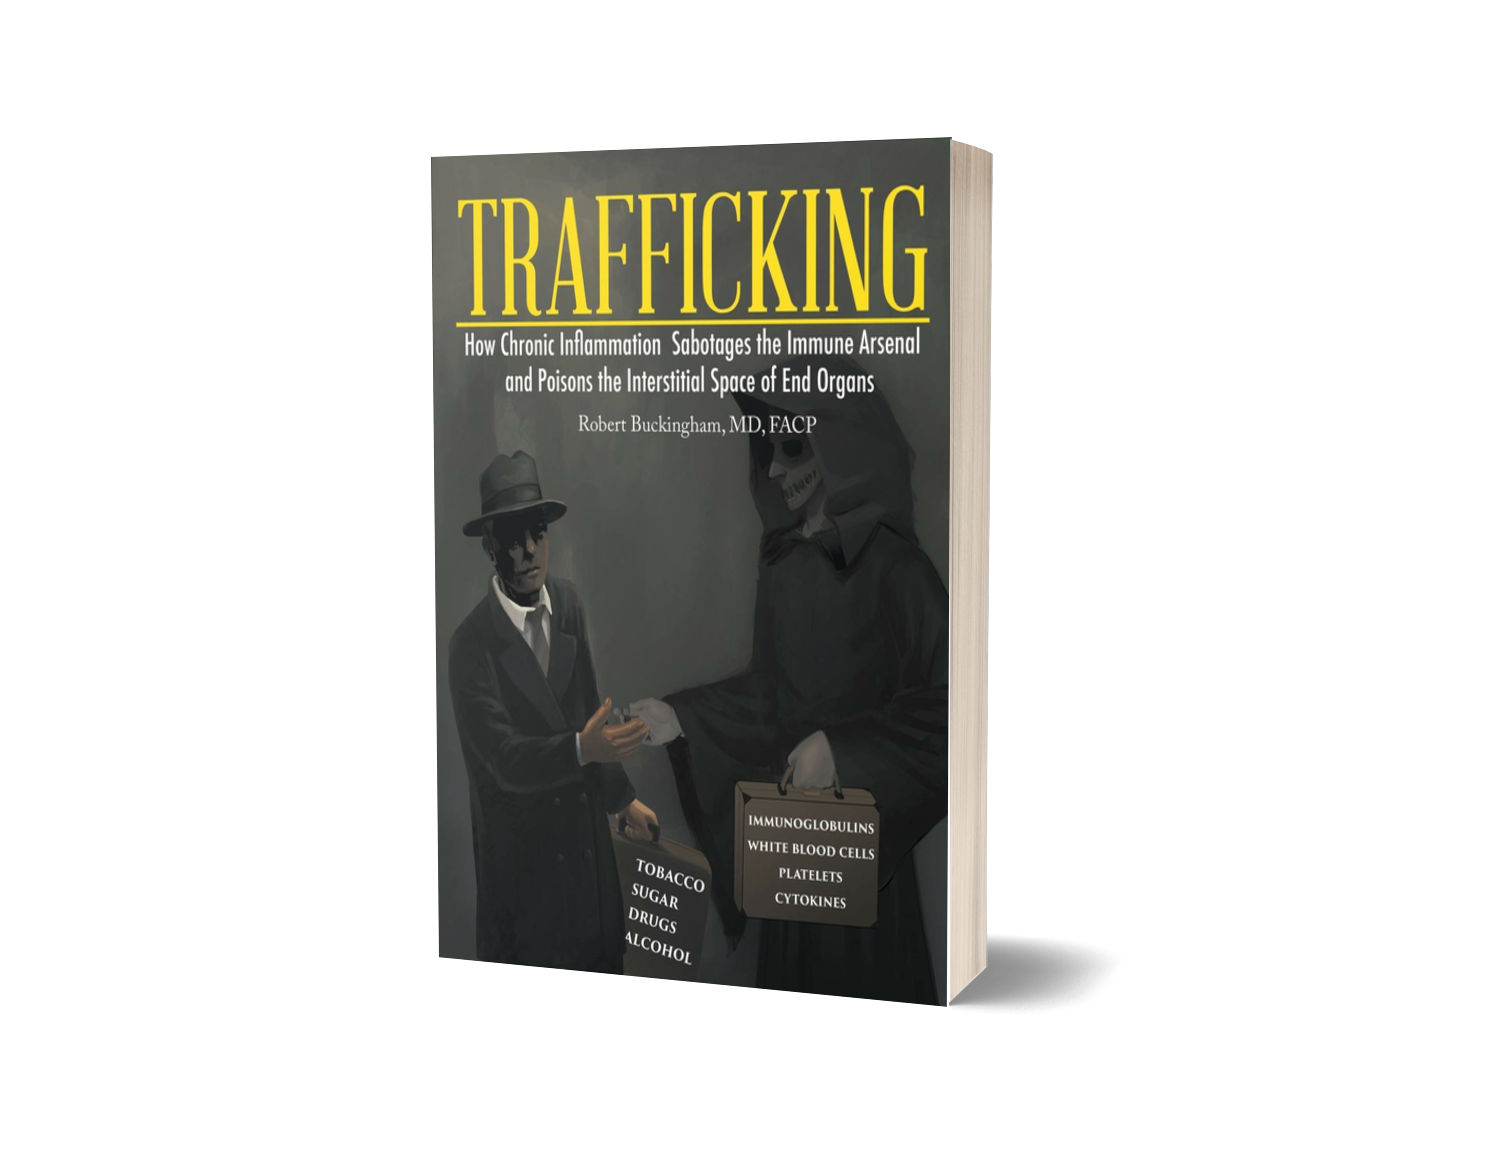 TRAFFICKING
How Chronic Inflammation Sabotages the Immune Arsenal
and Poisons the Interstitial Space of End Organs
Robert Buckingham, MD, FACP
TOBACCO
SUGAR
DRUGS
ALCOHOL
IMMUNOGLOBULINS
WHITE BLOOD CELLS
PLATELETS
CYTOKINES